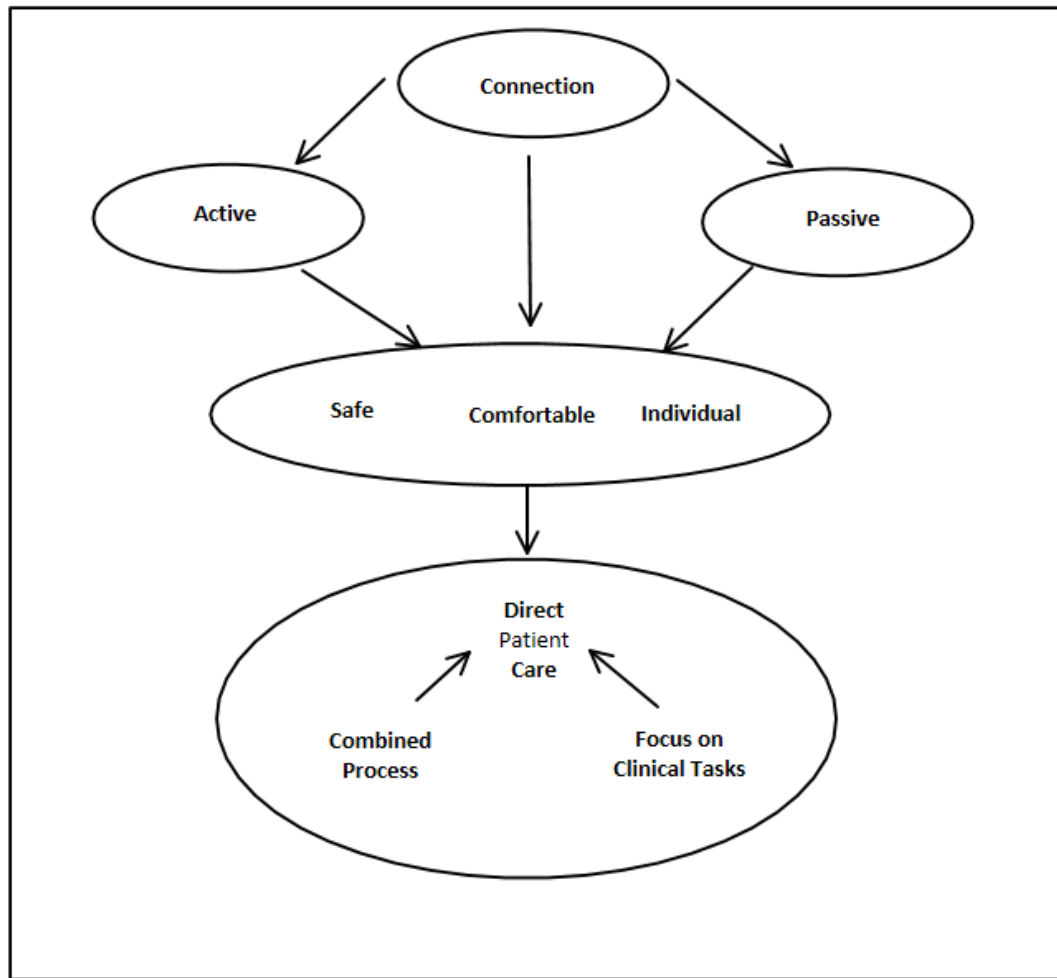 Connection
Active
Passive
Safe
Comfortable
Individual
Direct
Patient
Care
Combined
Process
Focus on
Clinical Tasks